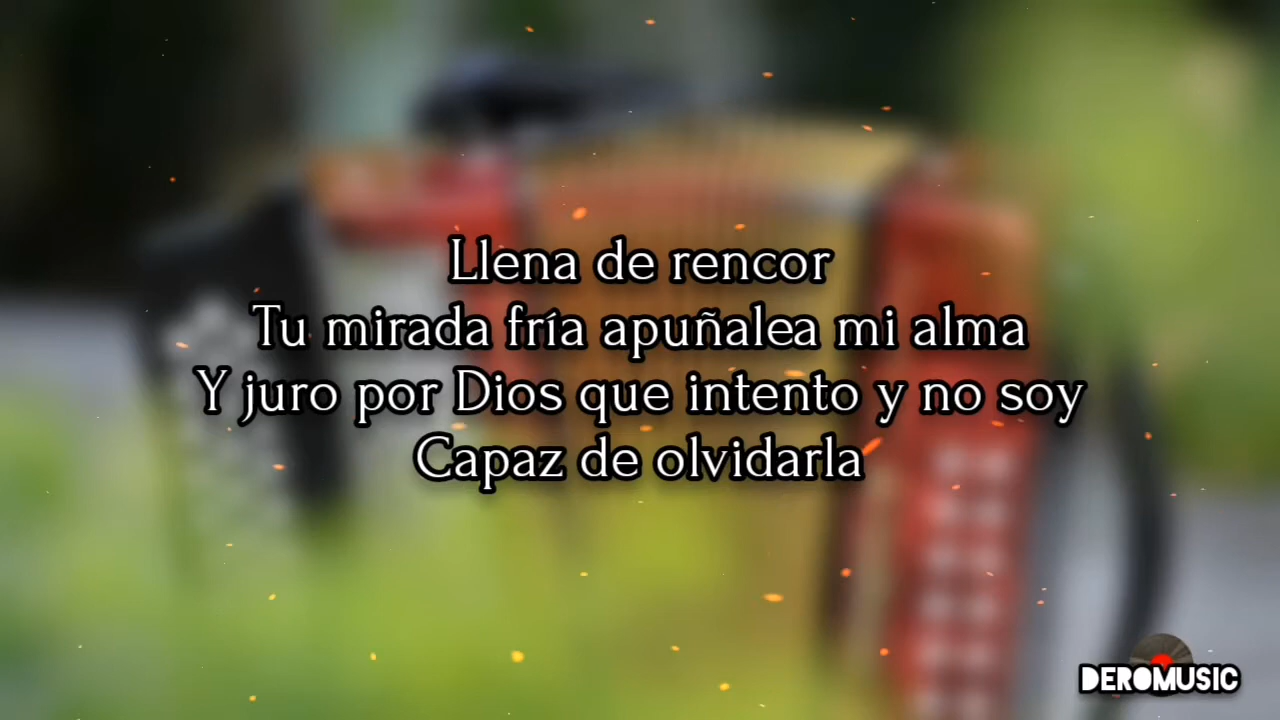 Llena de rencor
Tu mirada fría apuñalea mi alma
Y juro por Dios que intento y no soy
Capaz de olvidarla
DEROMUSIC